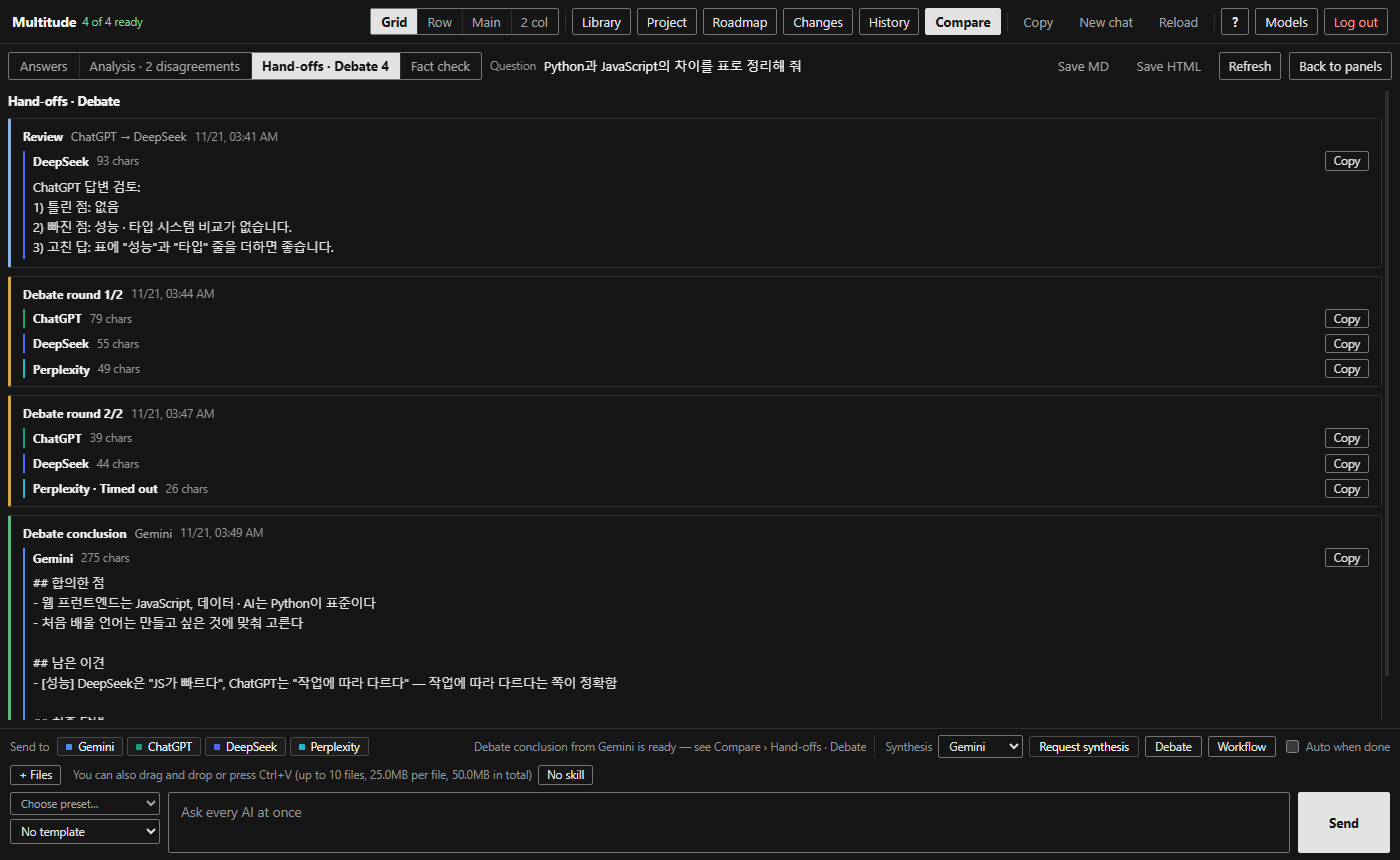 Multitude 4 of 4 ready Grid Row Main 2 col Library Project Roadmap Changes History Compare Copy New chat Reload ? Models Log out
Answers Analysis · 2 disagreements Hand-offs · Debate 4 Fact check Question Python과 JavaScript의 차이를 표로 정리해 줘 Save MD Save HTML Refresh Back to panels
Hand-offs · Debate
Review ChatGPT → DeepSeek 11/21, 03:41 AM
DeepSeek 93 chars Copy
ChatGPT 답변 검토:
1) 틀린 점: 없음
2) 빠진 점: 성능 · 타입 시스템 비교가 없습니다.
3) 고친 답: 표에 "성능"과 "타입" 줄을 더하면 좋습니다.
Debate round 1/2 11/21, 03:44 AM
ChatGPT 79 chars Copy
DeepSeek 55 chars Copy
Perplexity 49 chars Copy
Debate round 2/2 11/21, 03:47 AM
ChatGPT 39 chars Copy
DeepSeek 44 chars Copy
Perplexity · Timed out 26 chars Copy
Debate conclusion Gemini 11/21, 03:49 AM
Gemini 275 chars Copy
## 합의한 점
- 웹 프런트엔드는 JavaScript, 데이터 · AI는 Python이 표준이다
- 처음 배울 언어는 만들고 싶은 것에 맞춰 고른다
## 남은 이견
- [성능] DeepSeek은 "JS가 빠르다", ChatGPT는 "작업에 따라 다르다" — 작업에 따라 다르다는 쪽이 정확함
Send to Gemini ChatGPT DeepSeek Perplexity Debate conclusion from Gemini is ready — see Compare › Hand-offs · Debate Synthesis Gemini Request synthesis Debate Workflow Auto when done
+ Files You can also drag and drop or press Ctrl+V (up to 10 files, 25.0MB per file, 50.0MB in total) No skill
Choose preset...
No template
Ask every AI at once
Send